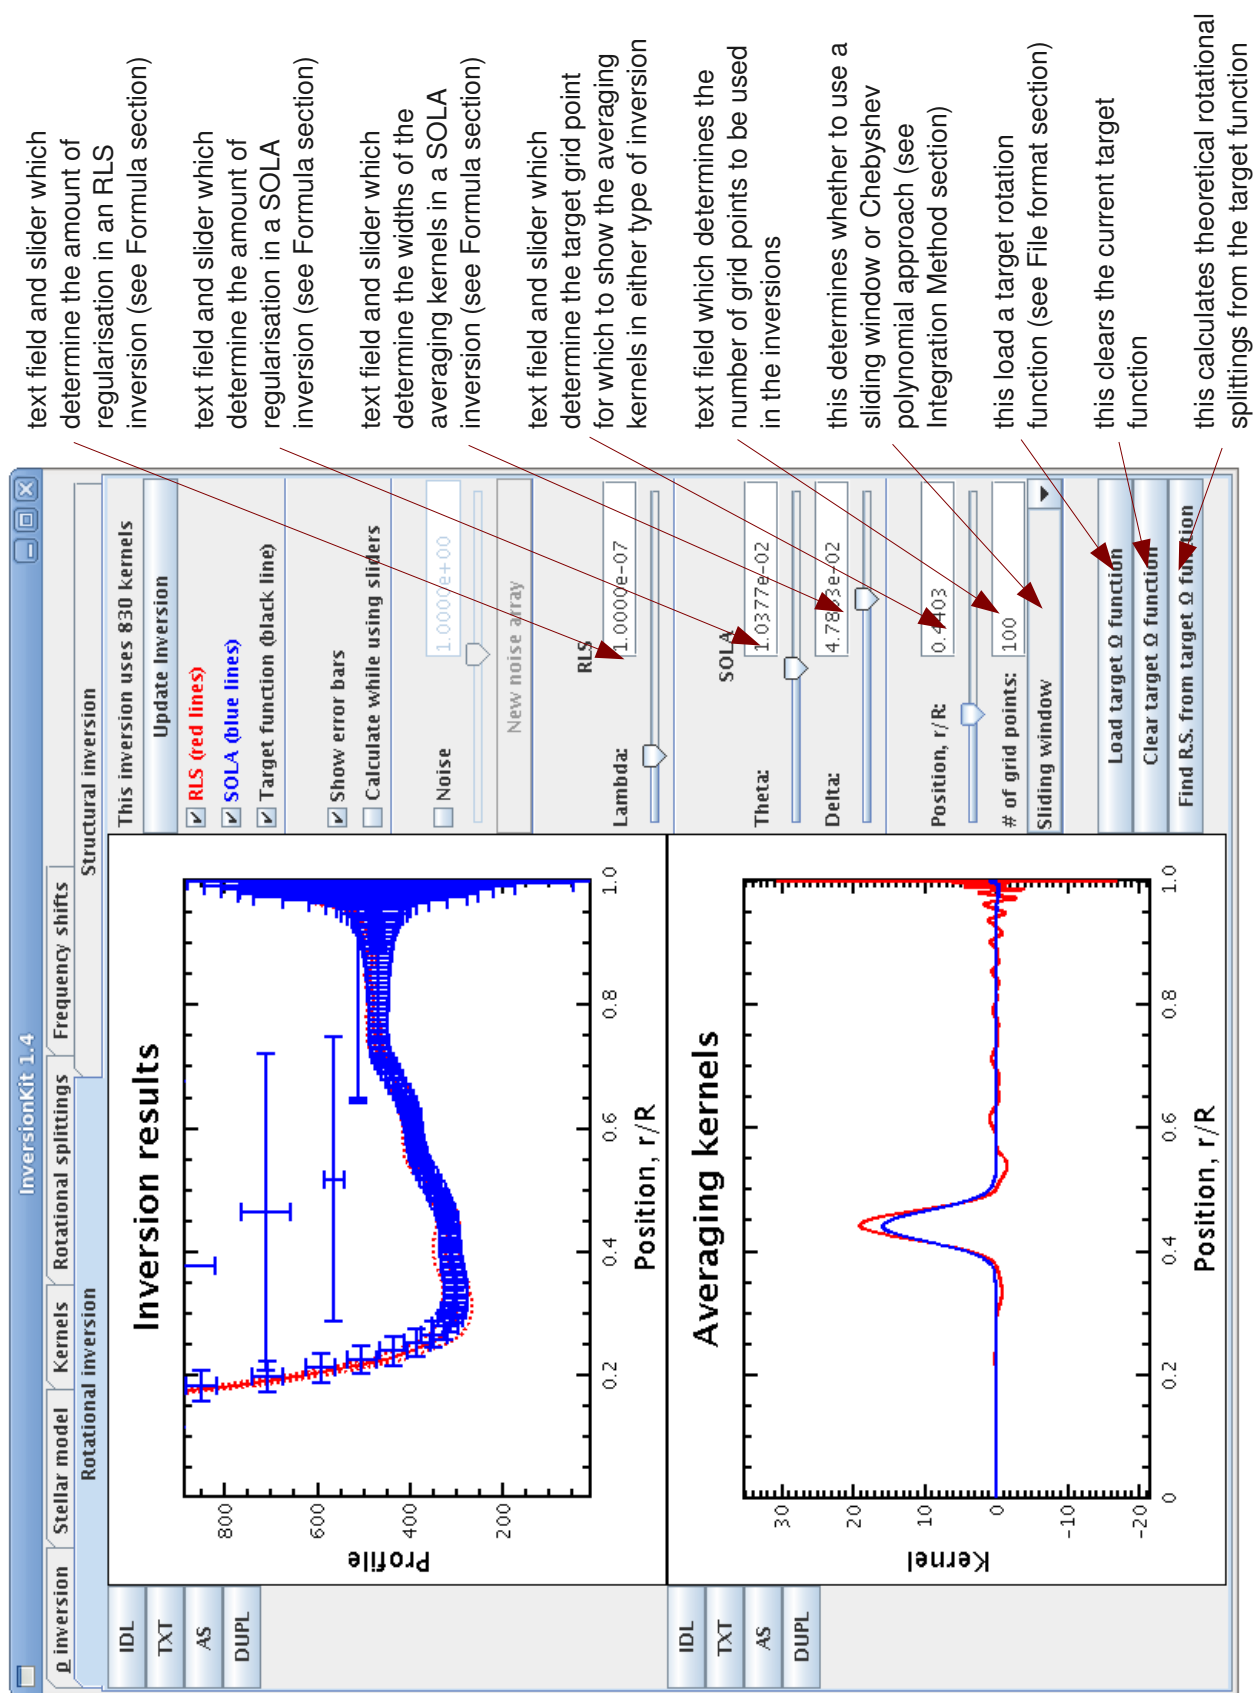 InversionKit 1.4
ρ inversion
Stellar model
Kernels
Rotational splittings
Frequency shifts
Rotational inversion
Structural inversion
IDL
TXT
AS
DUPL
Inversion results
Profile
800
600
400
200
0.2
0.4
0.6
0.8
1.0
Position, r/R
IDL
TXT
AS
DUPL
Averaging kernels
Kernel
30
20
10
0
-10
-20
0
0.2
0.4
0.6
0.8
1.0
Position, r/R
This inversion uses 830 kernels
Update Inversion
RLS (red lines)
SOLA (blue lines)
Target function (black line)
Show error bars
Calculate while using sliders
Noise
1.0000e+00
New noise array
RLS
Lambda:
1.0000e-07
SOLA
Theta:
1.0377e-02
Delta:
Position, r/R:
# of grid points:
100
Sliding window
Load target Ω function
Clear target Ω function
Find R.S. from target Ω function
text field and slider which
determine the amount of
regularisation in an RLS
inversion (see Formula section)
text field and slider which
determine the amount of
regularisation in a SOLA
inversion (see Formula section)
text field and slider which
determine the widths of the
averaging kernels in a SOLA
inversion (see Formula section)
text field and slider which
determine the target grid point
for which to show the averaging
kernels in either type of inversion
text field which determines the
number of grid points to be used
in the inversions
this determines whether to use a
sliding window or Chebyshev
polynomial approach (see
Integration Method section)
this load a target rotation
function (see File format section)
this clears the current target
function
this calculates theoretical rotational
splittings from the target function